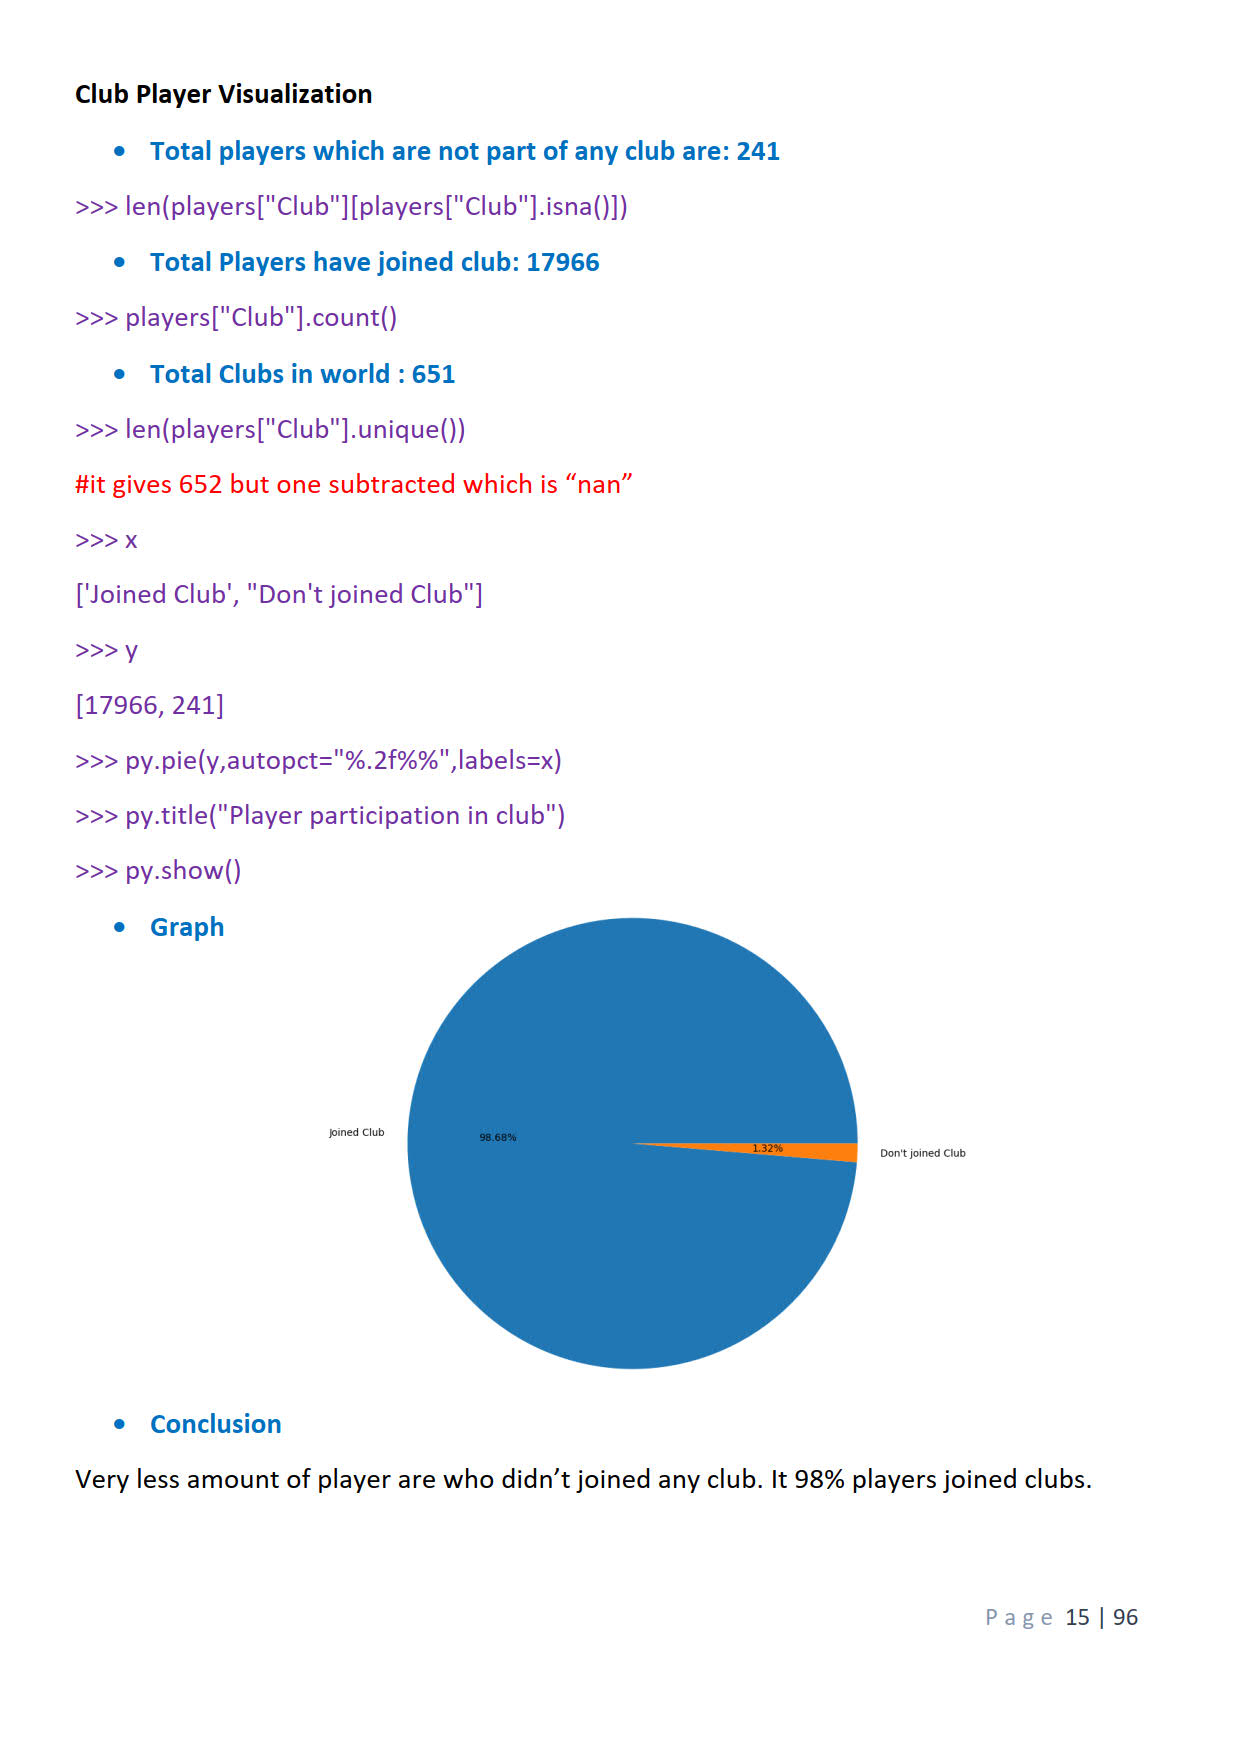 Club Player Visualization
• Total players which are not part of any club are: 241
>>> len(players["Club"][players["Club"].isna()])
• Total Players have joined club: 17966
>>> players["Club"].count()
• Total Clubs in world : 651
>>> len(players["Club"].unique())
#it gives 652 but one subtracted which is “nan”
>>> x
['Joined Club', "Don't joined Club"]
>>> y
[17966, 241]
>>> py.pie(y,autopct="%.2f%%",labels=x)
>>> py.title("Player participation in club")
>>> py.show()
• Graph
Joined Club
98.68%
1.32%
Don't joined Club
• Conclusion
Very less amount of player are who didn’t joined any club. It 98% players joined clubs.
Page 15 | 96